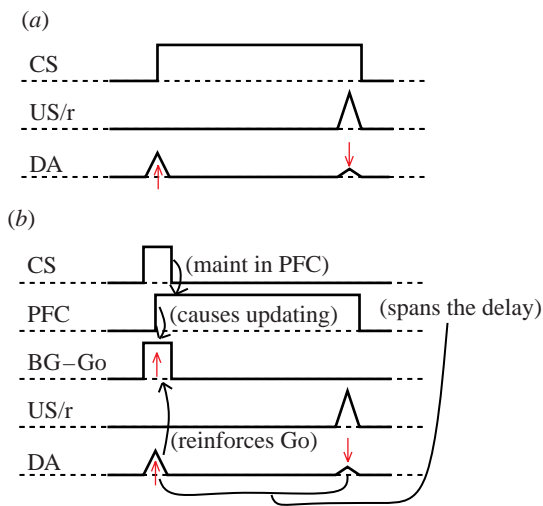 (a)
CS
US/r
DA
(b)
CS
(maint in PFC)
(spans the delay)
PFC
(causes updating)
BG–Go
US/r
(reinforces Go)
DA